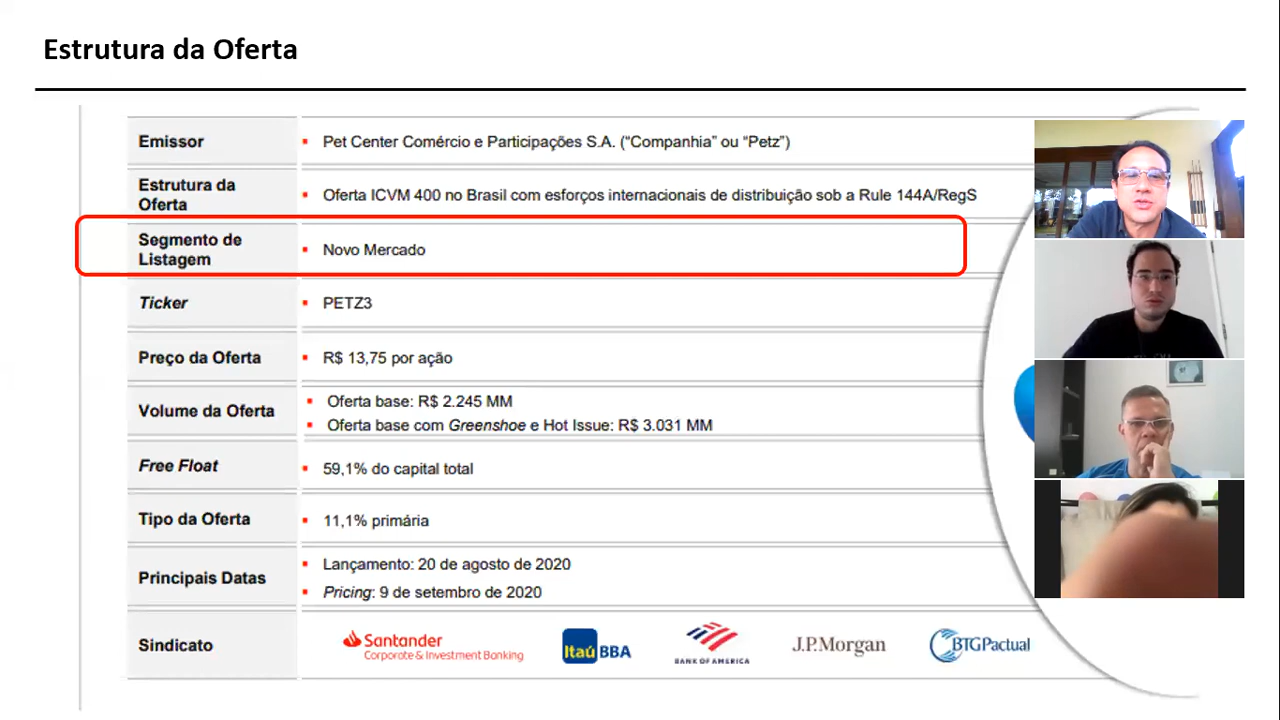 Estrutura da Oferta
Emissor
Pet Center Comércio e Participações S.A. (“Companhia” ou “Petz”)
Estrutura da
Oferta
Oferta ICVM 400 no Brasil com esforços internacionais de distribuição sob a Rule 144A/RegS
Segmento de
Listagem
Novo Mercado
Ticker
PETZ3
Preço da Oferta
R$ 13,75 por ação
Volume da Oferta
Oferta base: R$ 2.245 MM
Oferta base com Greenshoe e Hot Issue: R$ 3.031 MM
Free Float
59,1% do capital total
Tipo da Oferta
11,1% primária
Principais Datas
Lançamento: 20 de agosto de 2020
Pricing: 9 de setembro de 2020
Sindicato
Santander
Corporate & Investment Banking
Itaú BBA
BANK OF AMERICA
J.P.Morgan
BTGPactual